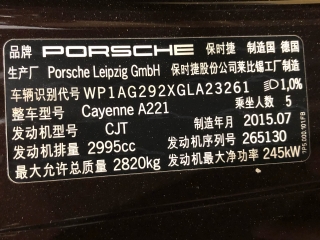 品牌 PORSCHE 保时捷 制造国 德国
生产厂 Porsche Leipzig GmbH 保时捷股份公司莱比锡工厂制造
车辆识别代号 WP1AG292XGLA23261 1,0%
整车型号 Cayenne A221 乘坐人数 5
发动机型号 CJT 制造年月 2015.07
发动机排量 2995cc 发动机序列号 265130
最大允许总质量 2820kg 发动机最大净功率 245kW